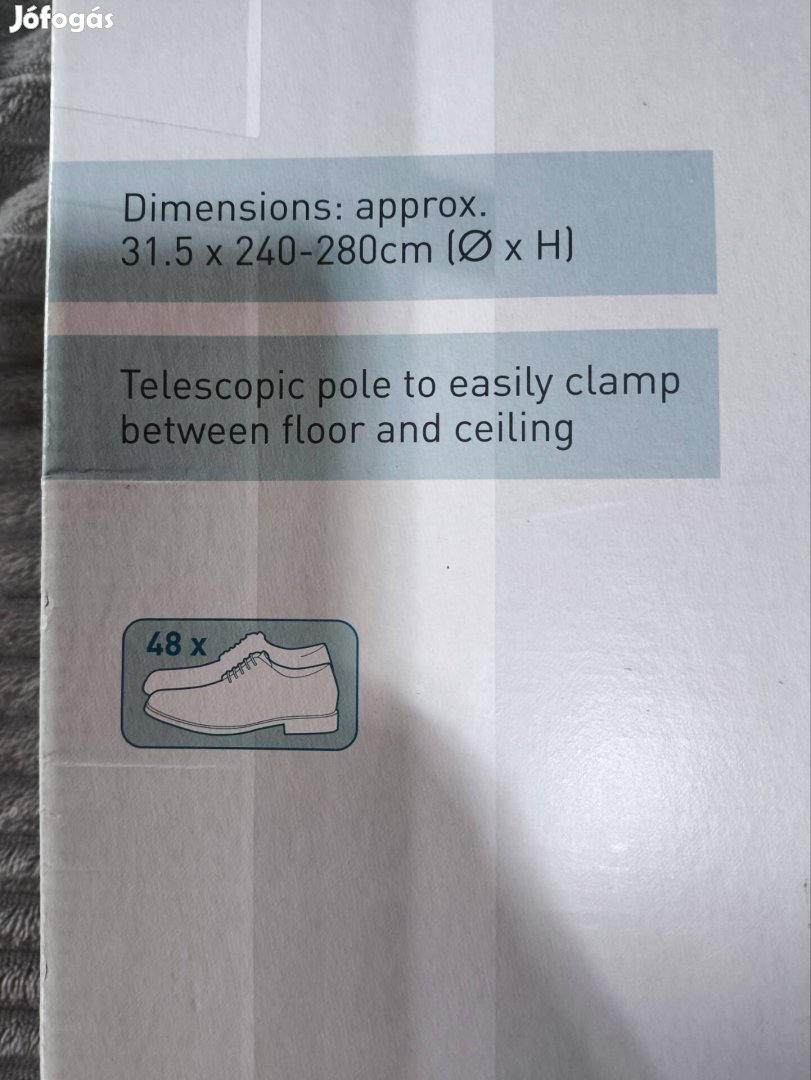 Jófogás
Dimensions: approx.
31.5 x 240-280cm (Ø x H)
Telescopic pole to easily clamp
between floor and ceiling
48 x